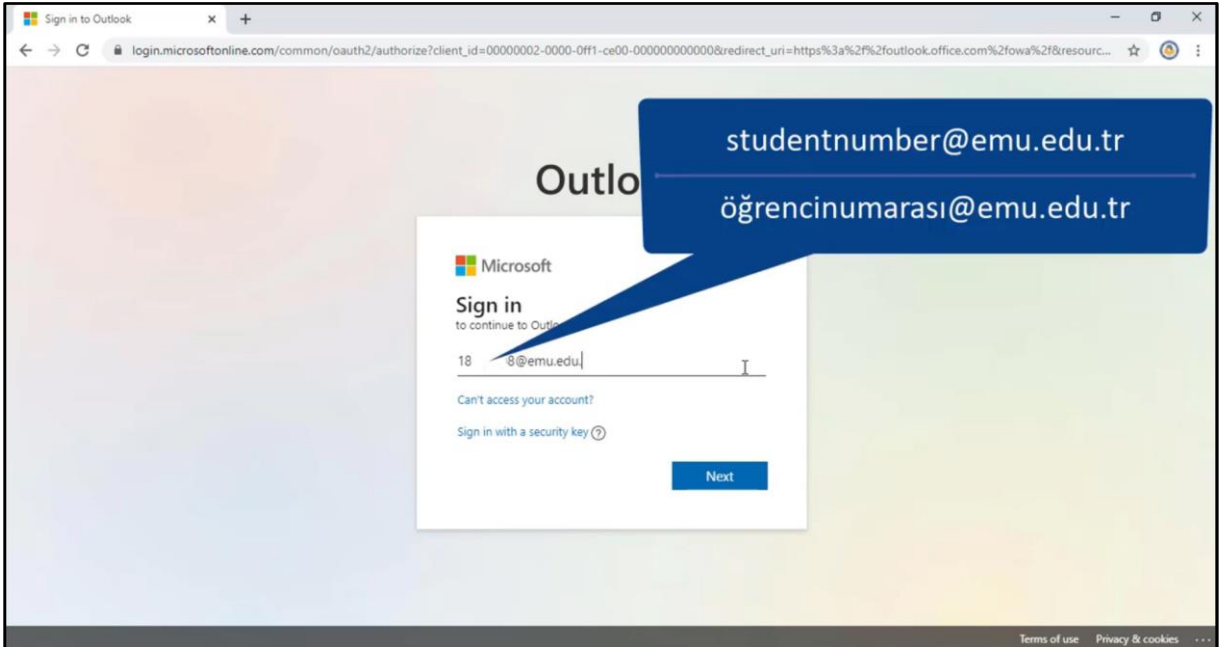 Sign in to Outlook
login.microsoftonline.com/common/oauth2/authorize?client_id=00000002-0000-0ff1-ce00-000000000000&redirect_uri=https%3a%2f%2foutlook.office.com%2fowa%2f&resourc...
studentnumber@emu.edu.tr
öğrencinumarası@emu.edu.tr
Outlo
Microsoft
Sign in
to continue to Outlo
18 8@emu.edu.
Can't access your account?
Sign in with a security key
Next
Terms of use Privacy & cookies ...